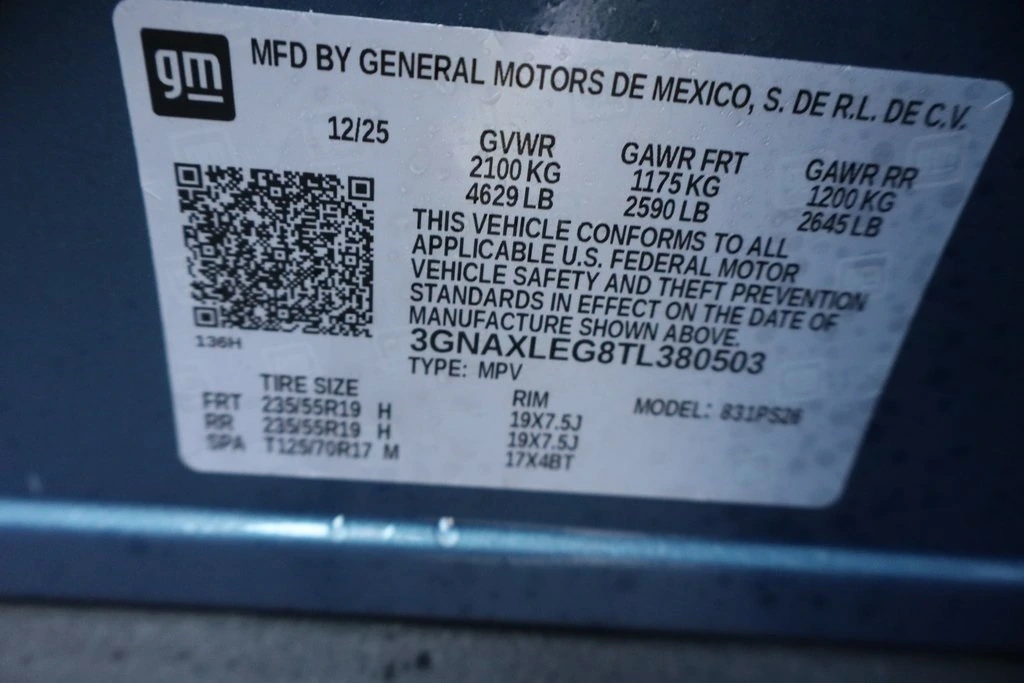 gm
MFD BY GENERAL MOTORS DE MEXICO, S. DE R.L. DE C.V.
12/25
GVWR GAWR FRT GAWR RR
2100 KG 1175 KG 1200 KG
4629 LB 2590 LB 2645 LB
THIS VEHICLE CONFORMS TO ALL
APPLICABLE U.S. FEDERAL MOTOR
VEHICLE SAFETY AND THEFT PREVENTION
STANDARDS IN EFFECT ON THE DATE OF
MANUFACTURE SHOWN ABOVE.
3GNAXLEG8TL380503
136H
TYPE: MPV
TIRE SIZE RIM MODEL: 831PS26
FRT 235/55R19 H 19X7.5J
RR 235/55R19 H 19X7.5J
SPA T125/70R17 M 17X4BT